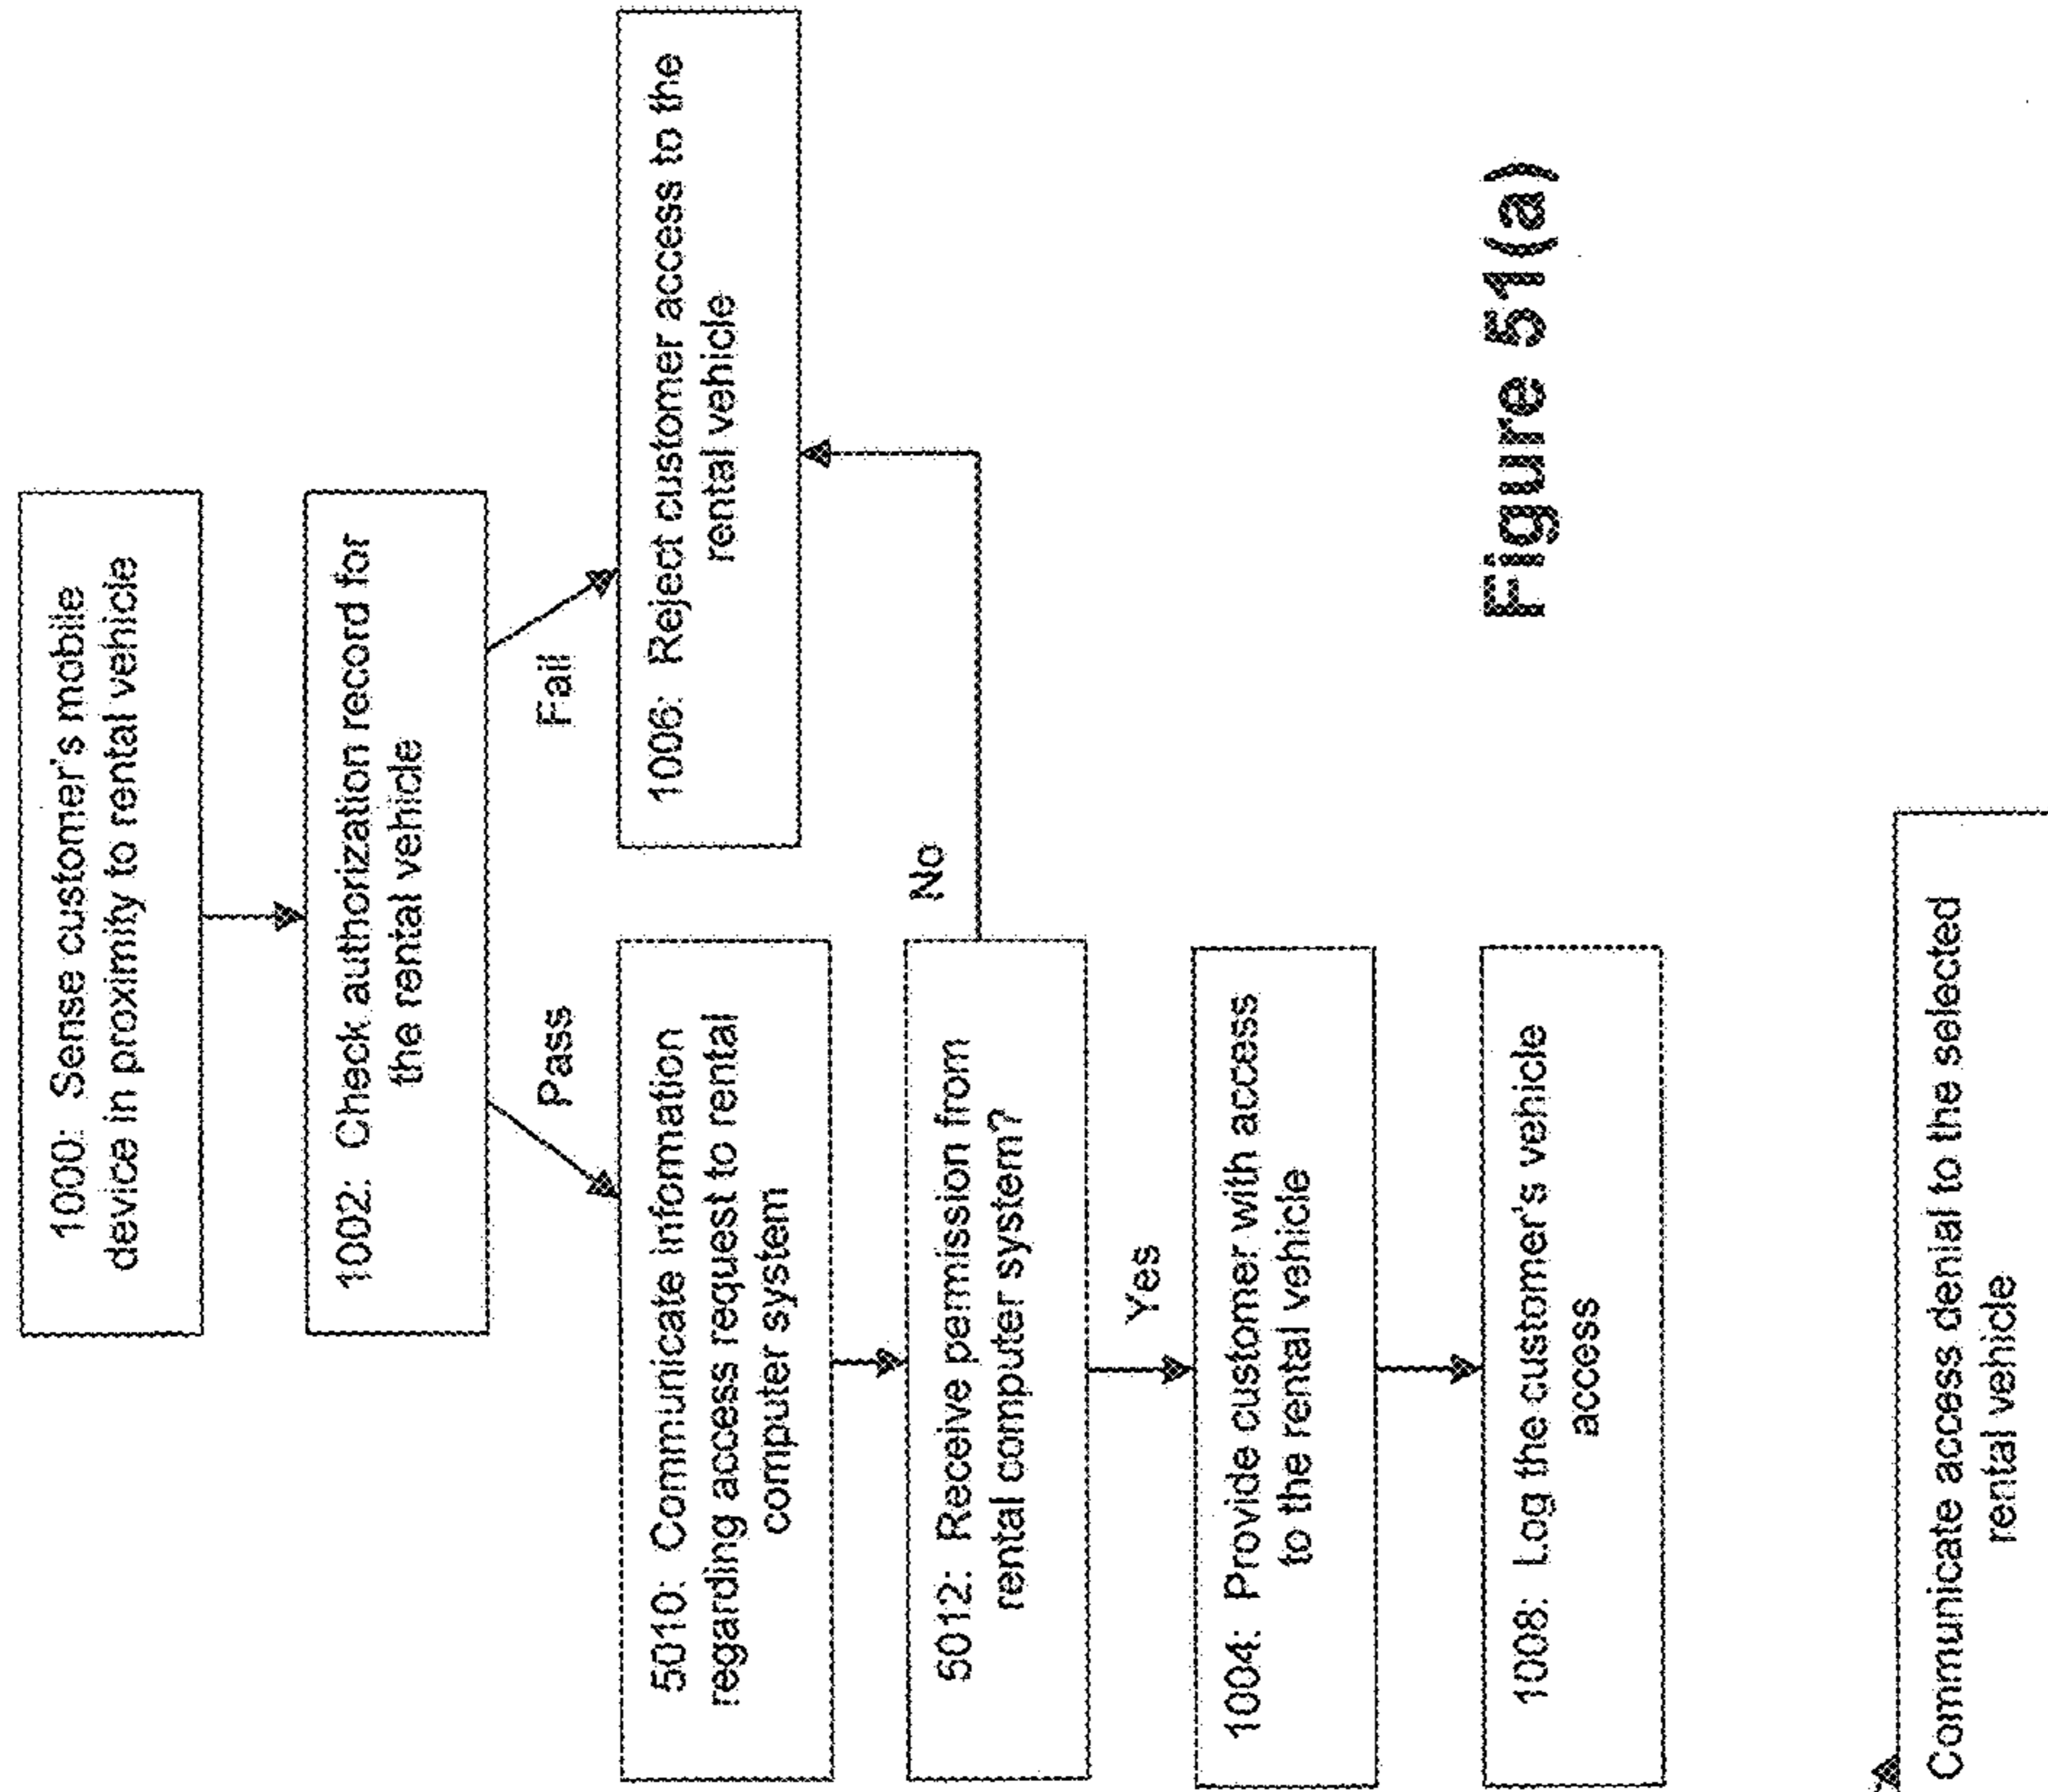 1000: Sense customer's mobile
device in proximity to rental vehicle
1002: Check authorization record for
the rental vehicle
Pass
Fail
5010: Communicate information
regarding access request to rental
computer system
1006: Reject customer access to the
rental vehicle
5012: Receive permission from
rental computer system?
No
Yes
1004: Provide customer with access
to the rental vehicle
1008: Log the customer's vehicle
access
Figure 51(a)
Communicate access denial to the selected
rental vehicle